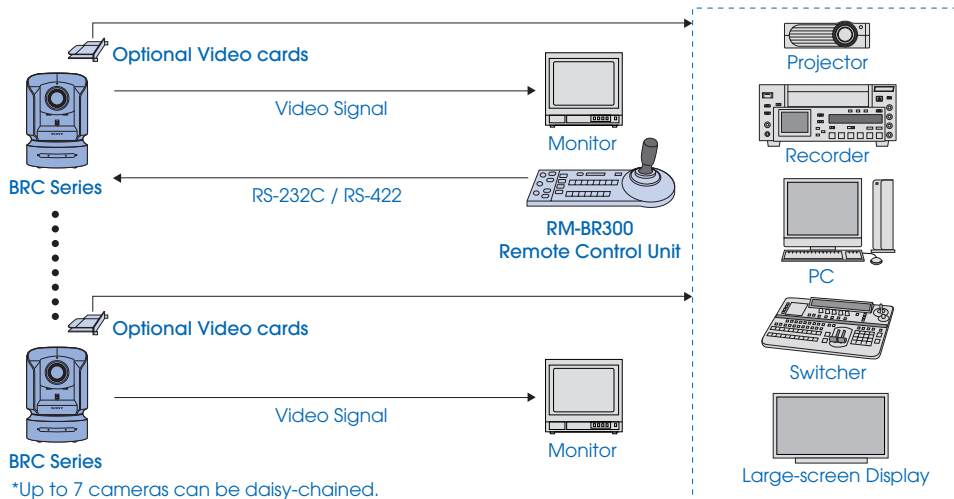 Optional Video cards
Projector
Video Signal
Monitor
SONY
BRC Series
RS-232C / RS-422
Recorder
RM-BR300
Remote Control Unit
PC
Optional Video cards
Switcher
Video Signal
Monitor
SONY
BRC Series
Large-screen Display
*Up to 7 cameras can be daisy-chained.